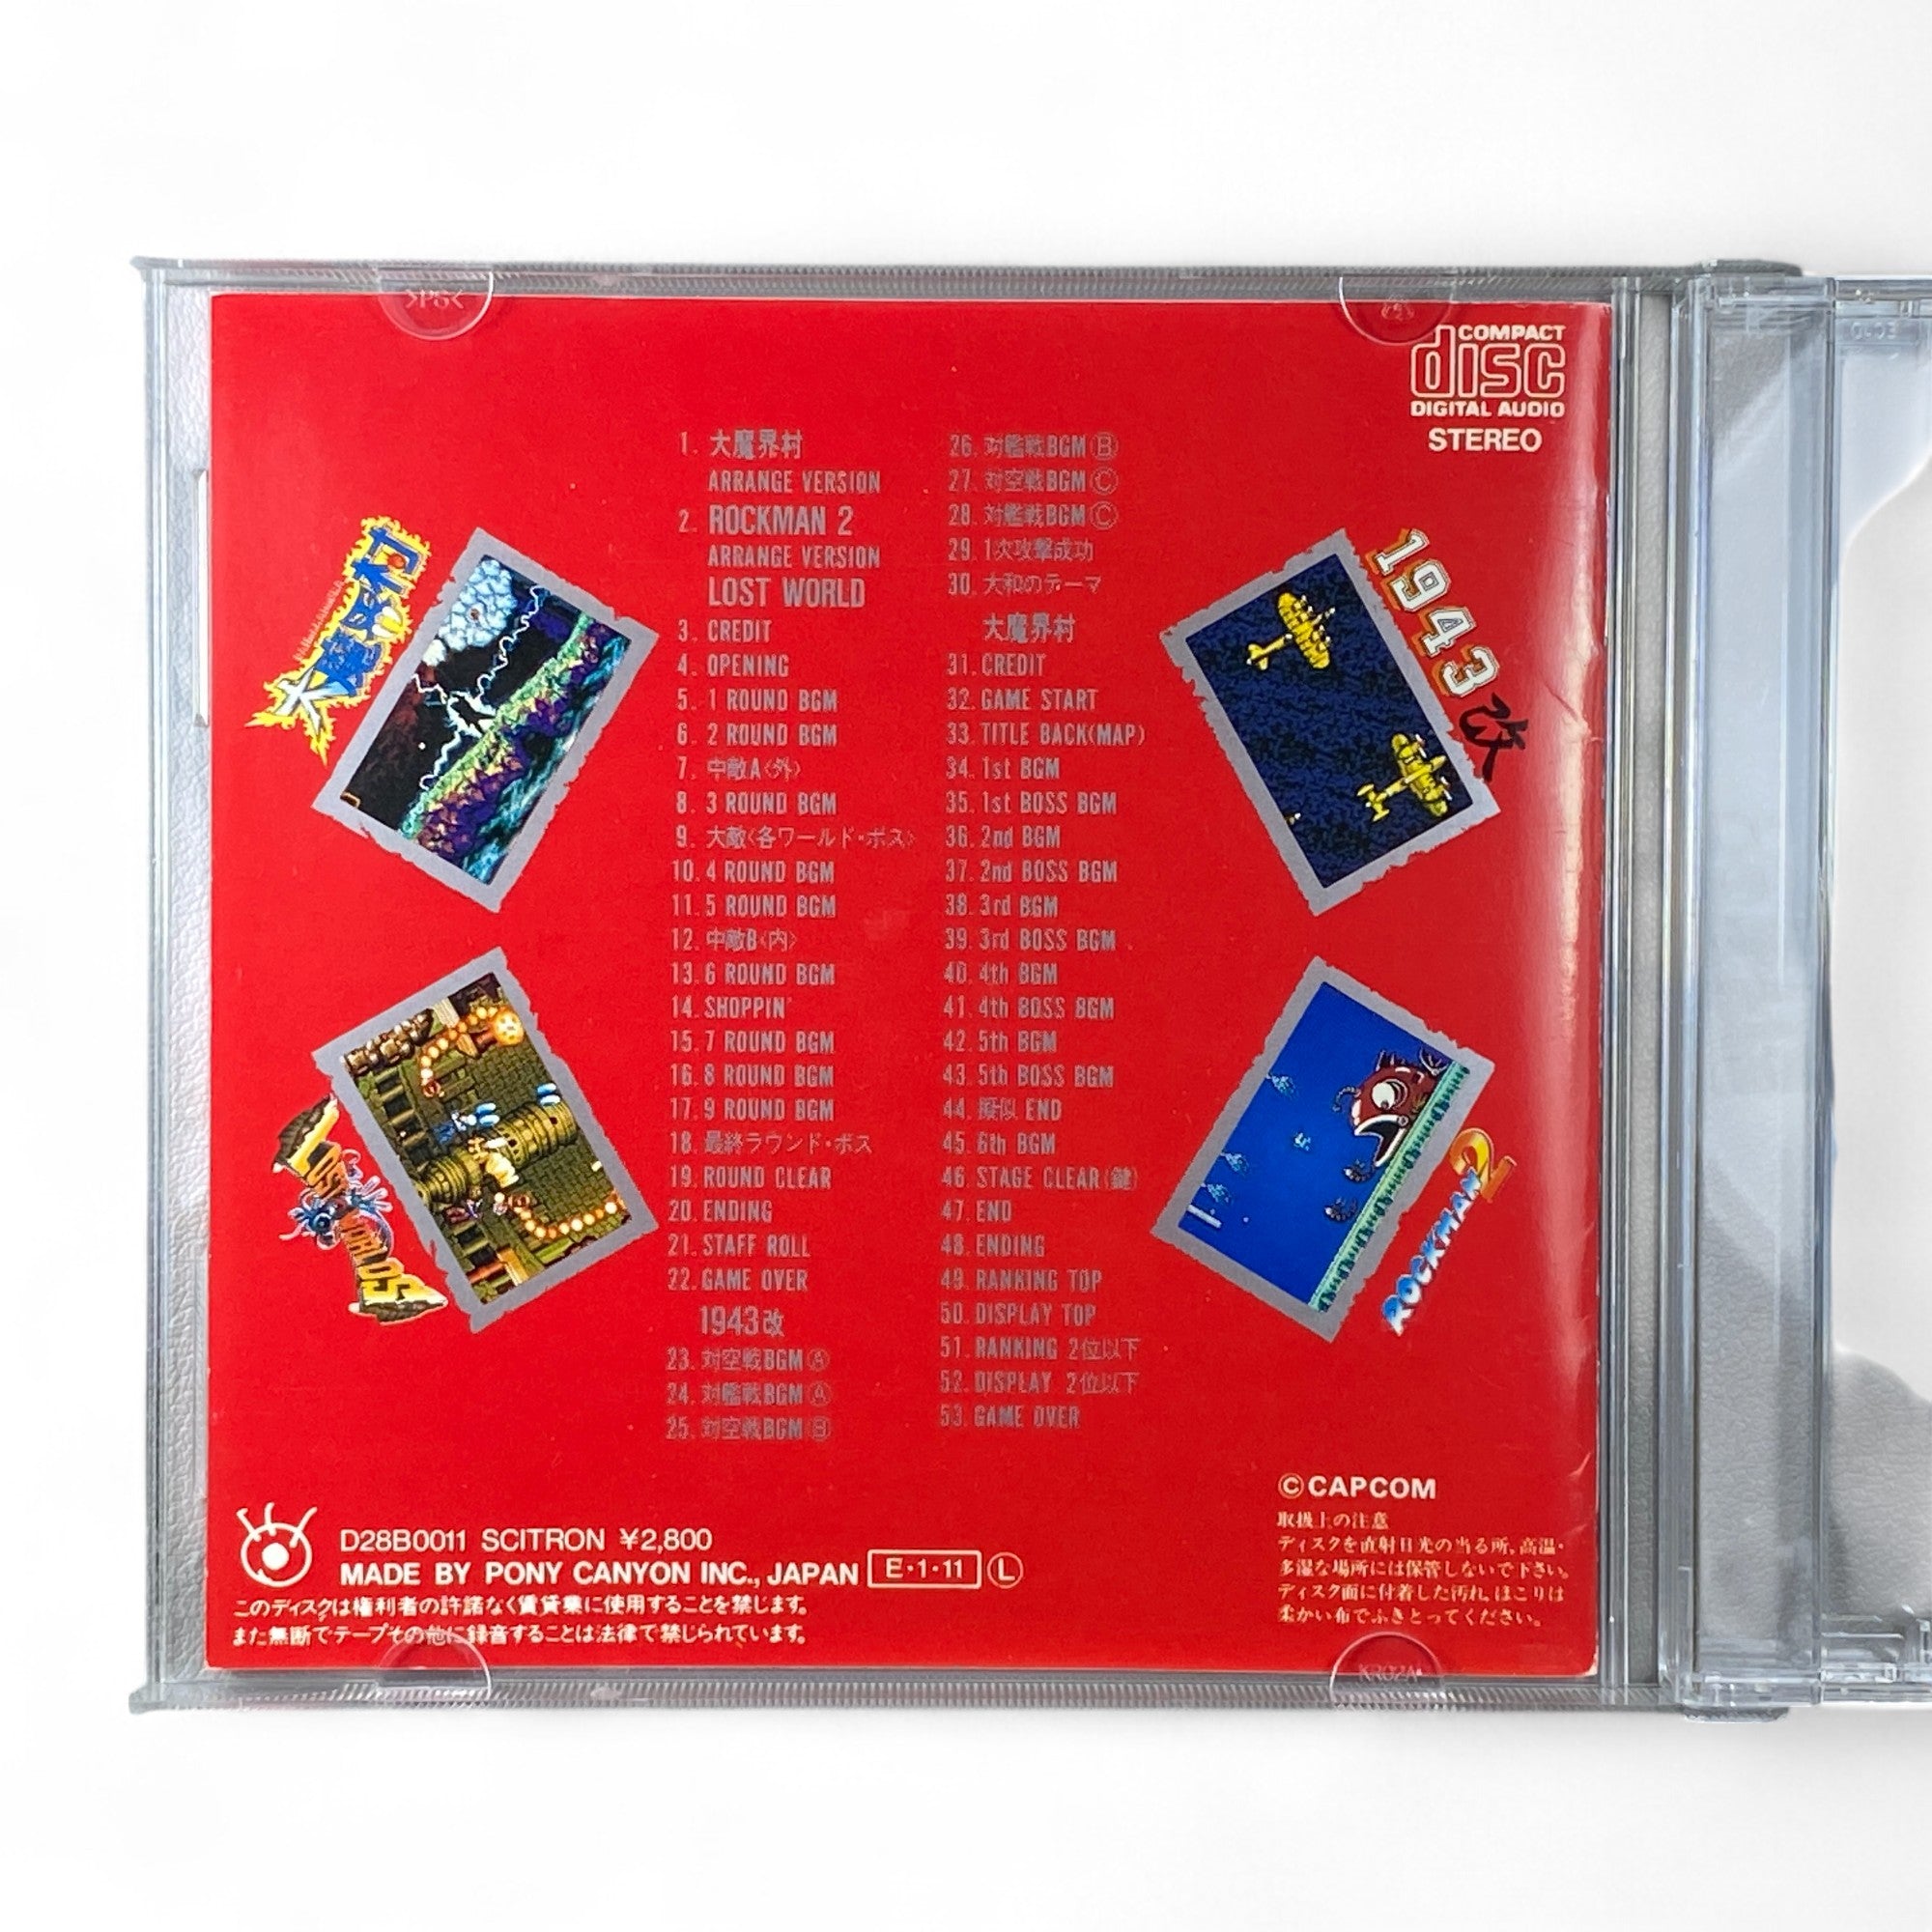 >PS<
COMPACT
disc
DIGITAL AUDIO
STEREO
1. 大魔界村
ARRANGE VERSION
2. ROCKMAN 2
ARRANGE VERSION
LOST WORLD
3. CREDIT
4. OPENING
5. 1 ROUND BGM
6. 2 ROUND BGM
7. 中敵A〈外〉
8. 3 ROUND BGM
9. 大敵〈各ワールド・ボス〉
10. 4 ROUND BGM
11. 5 ROUND BGM
12. 中敵B〈内〉
13. 6 ROUND BGM
14. SHOPPIN'
15. 7 ROUND BGM
16. 8 ROUND BGM
17. 9 ROUND BGM
18. 最終ラウンド・ボス
19. ROUND CLEAR
20. ENDING
21. STAFF ROLL
22. GAME OVER
1943改
23. 対空戦BGM Ⓐ
24. 対艦戦BGM Ⓐ
25. 対空戦BGM Ⓑ
26. 対艦戦BGM Ⓑ
27. 対空戦BGM Ⓒ
28. 対艦戦BGM Ⓒ
29. 1次攻撃成功
30. 大和のテーマ
大魔界村
31. CREDIT
32. GAME START
33. TITLE BACK(MAP)
34. 1st BGM
35. 1st BOSS BGM
36. 2nd BGM
37. 2nd BOSS BGM
38. 3rd BGM
39. 3rd BOSS BGM
40. 4th BGM
41. 4th BOSS BGM
42. 5th BGM
43. 5th BOSS BGM
44. 擬似 END
45. 6th BGM
46. STAGE CLEAR(鍵)
47. END
48. ENDING
49. RANKING TOP
50. DISPLAY TOP
51. RANKING 2位以下
52. DISPLAY 2位以下
53. GAME OVER
大魔界村
1943改
LOST WORLDS
ROCKMAN 2
D28B0011 SCITRON ¥2,800
MADE BY PONY CANYON INC., JAPAN E・1・11 Ⓛ
このディスクは権利者の許諾なく賃貸業に使用することを禁じます。
また無断でテープその他に録音することは法律で禁じられています。
©CAPCOM
取扱上の注意
ディスクを直射日光の当る所、高温・
多湿な場所には保管しないで下さい。
ディスク面に付着した汚れ、ほこりは
柔かい布でふきとってください。